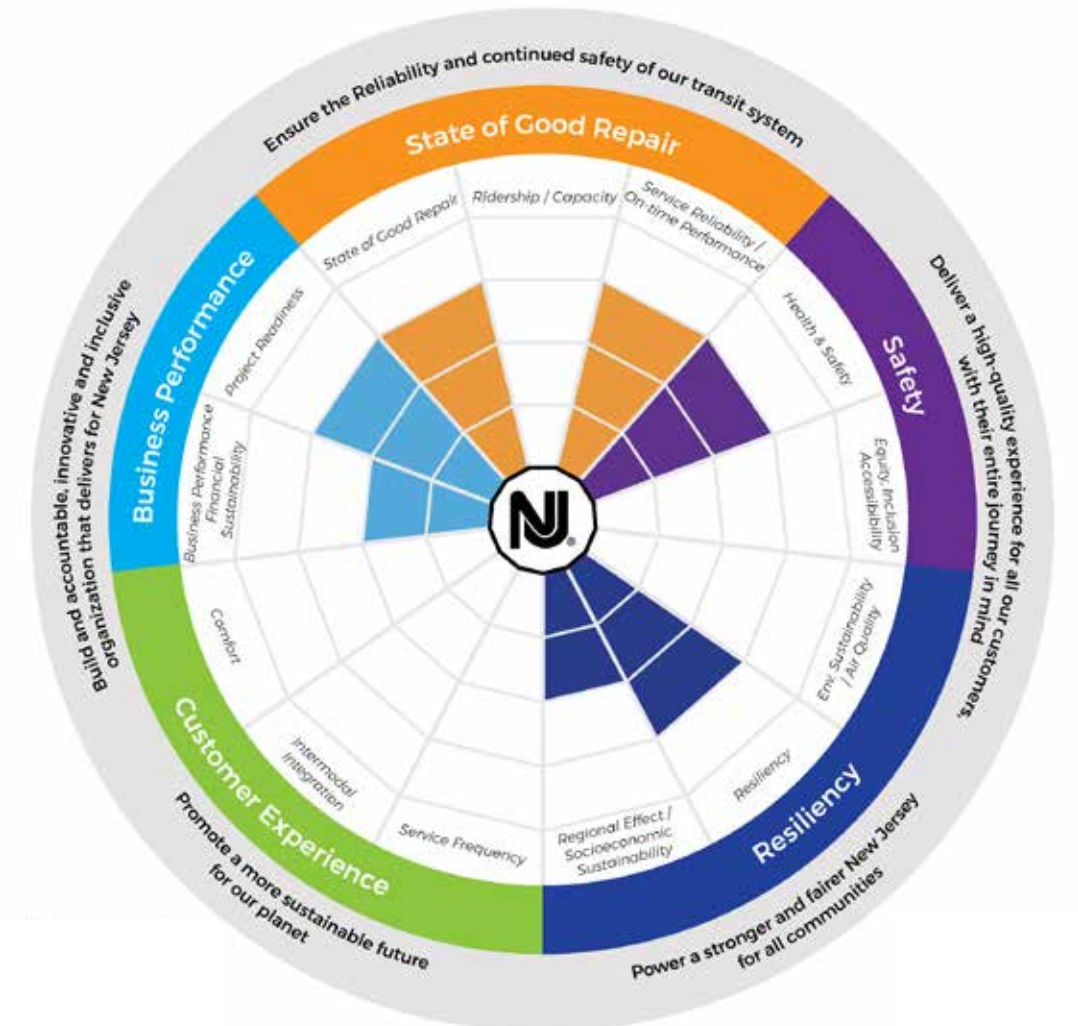 Ensure the Reliability and continued safety of our transit system
State of Good Repair
State of Good Repair
Ridership / Capacity
Service Reliability /
On-time Performance
Safety
Health & Safety
Equity, Inclusion
Accessibibility
Deliver a high-quality experience for all our customers,
with their entire journey in mind
Resiliency
Env. Sustainability
/ Air Quality
Resiliency
Regional Effect /
Socioeconomic
Sustainability
Power a stronger and fairer New Jersey
for all communities
Customer Experience
Service Frequency
Intermodal
Integration
Comfort
Promote a more sustainable future
for our planet
Business Performance
Business Performance
Financial
Sustainability
Project Readiness
Build and accountable, innovative and inclusive
organization that delivers for New Jersey
NJ®